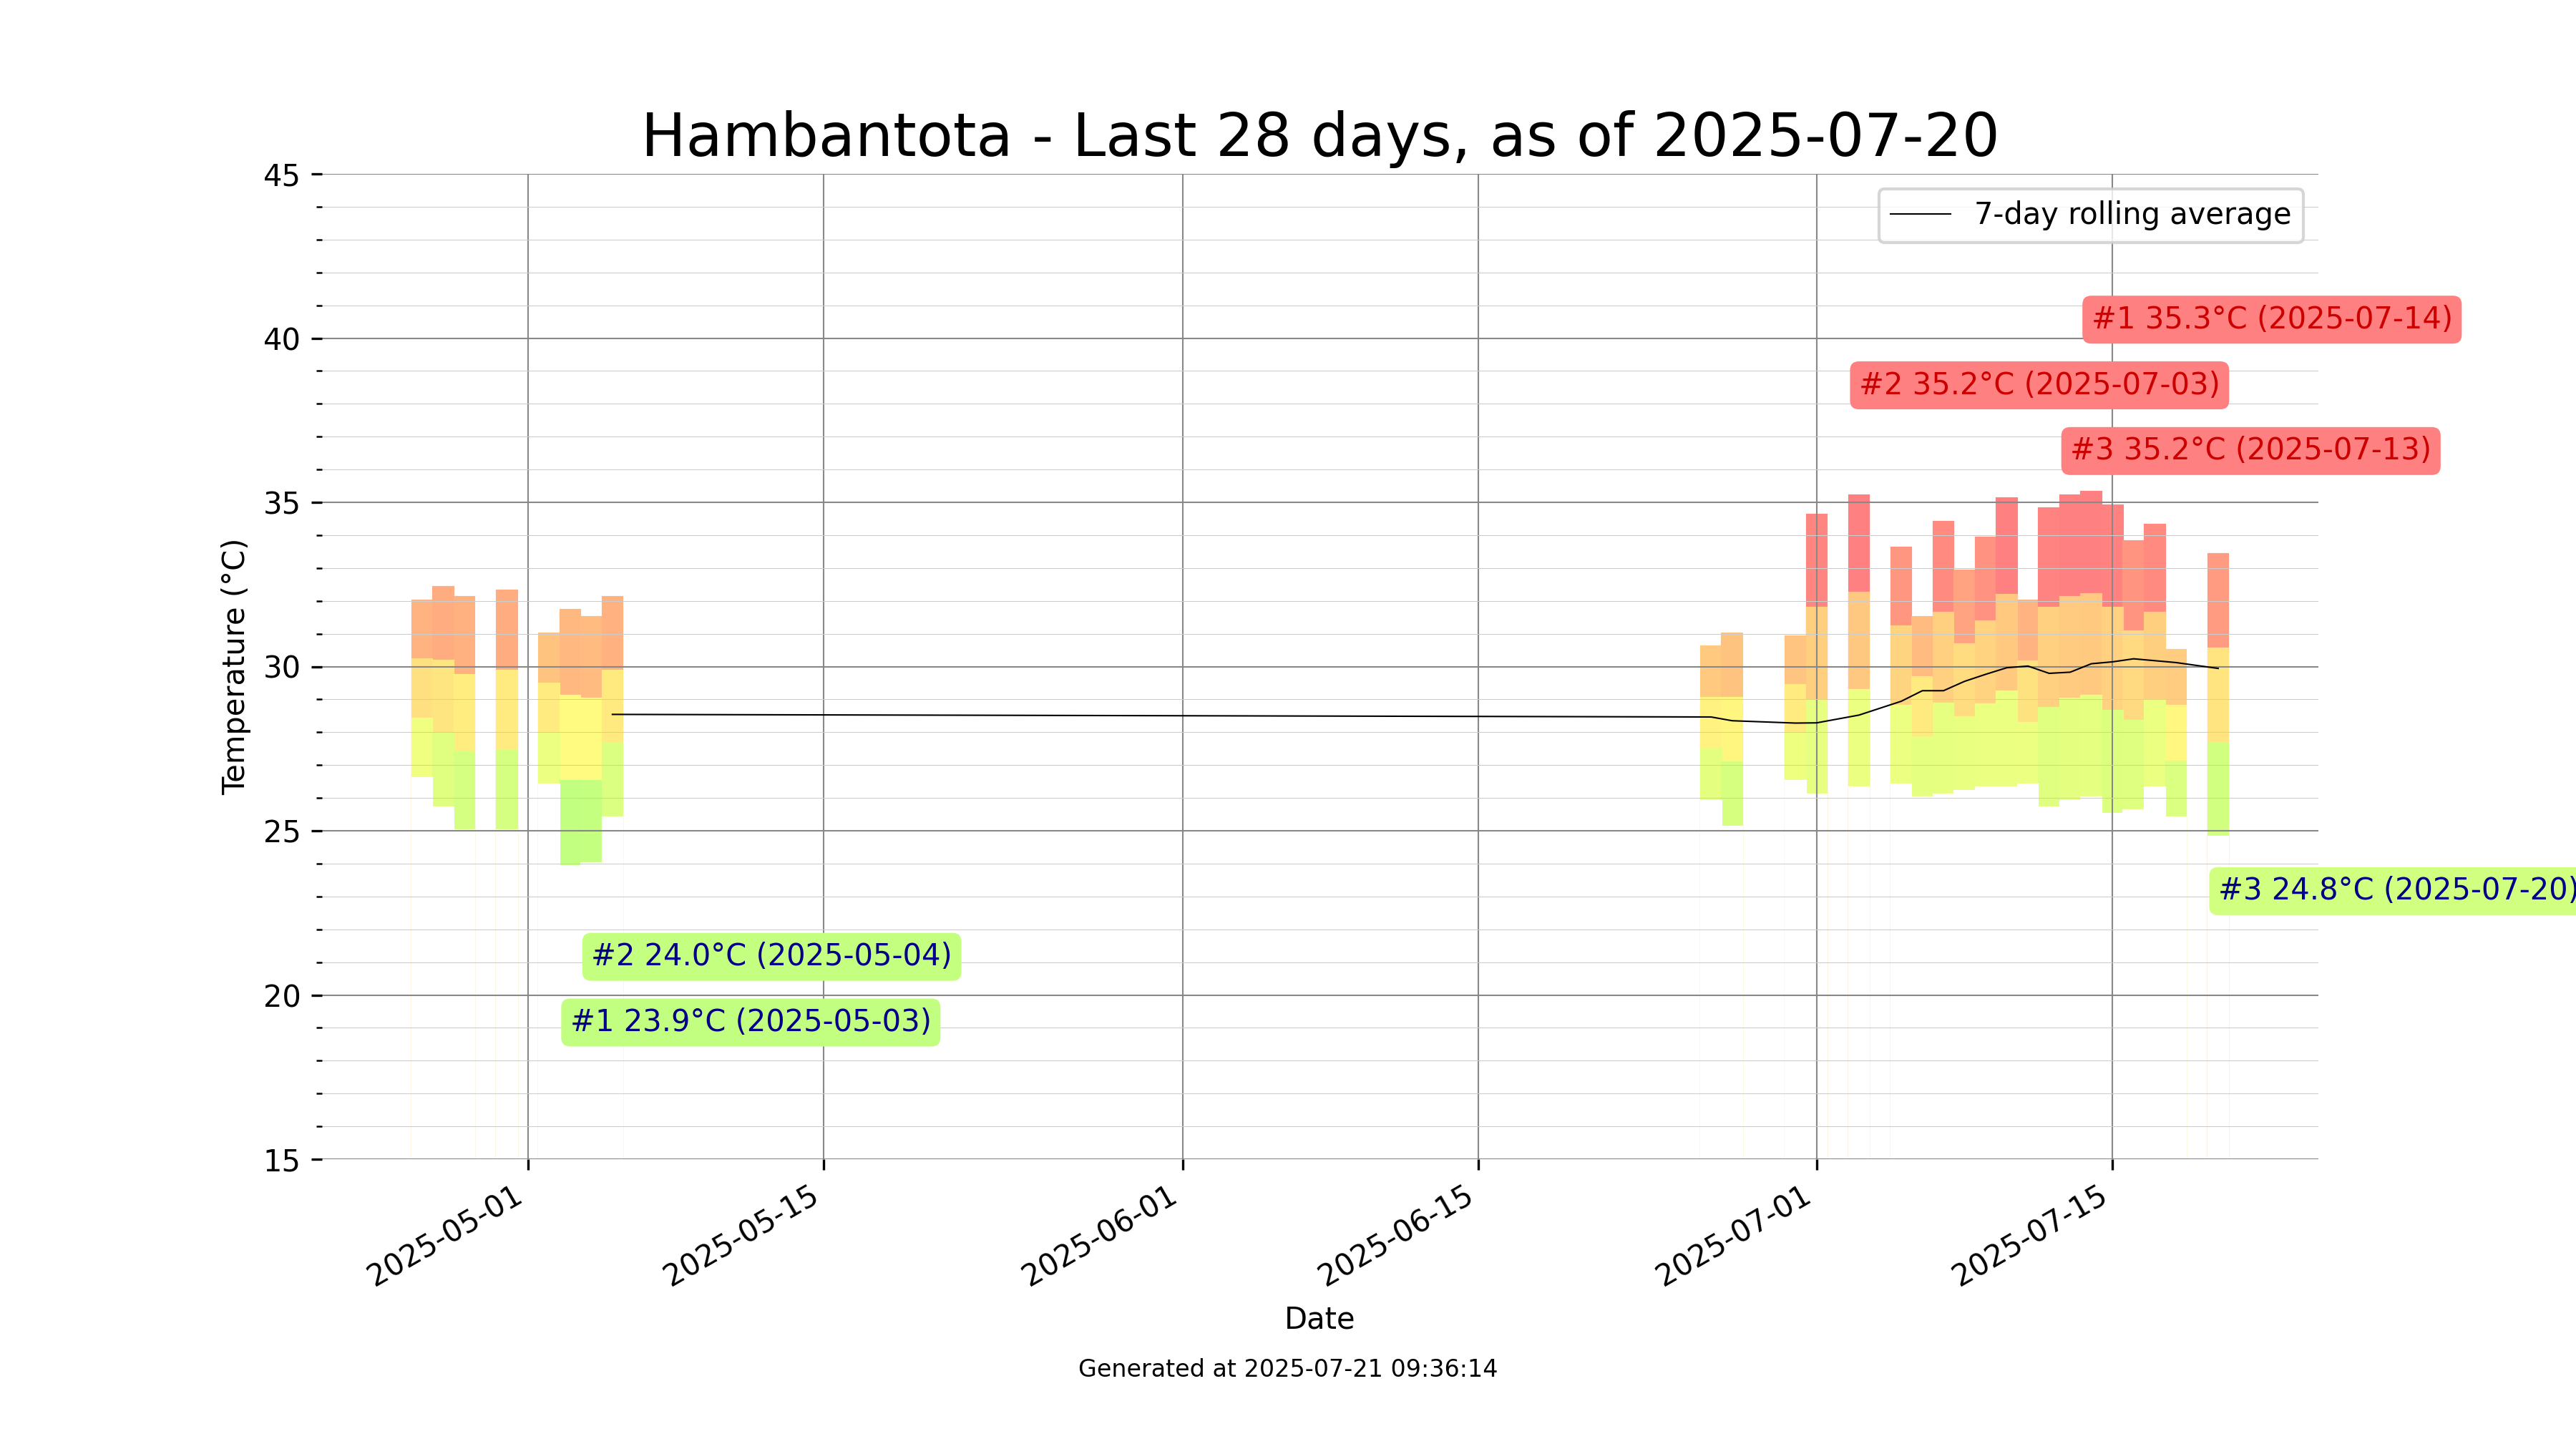 Hambantota - Last 28 days, as of 2025-07-20
45
40
35
30
25
20
15
Temperature (°C)
7-day rolling average
#1 35.3°C (2025-07-14)
#2 35.2°C (2025-07-03)
#3 35.2°C (2025-07-13)
#3 24.8°C (2025-07-20)
#2 24.0°C (2025-05-04)
#1 23.9°C (2025-05-03)
2025-05-01
2025-05-15
2025-06-01
2025-06-15
2025-07-01
2025-07-15
Date
Generated at 2025-07-21 09:36:14